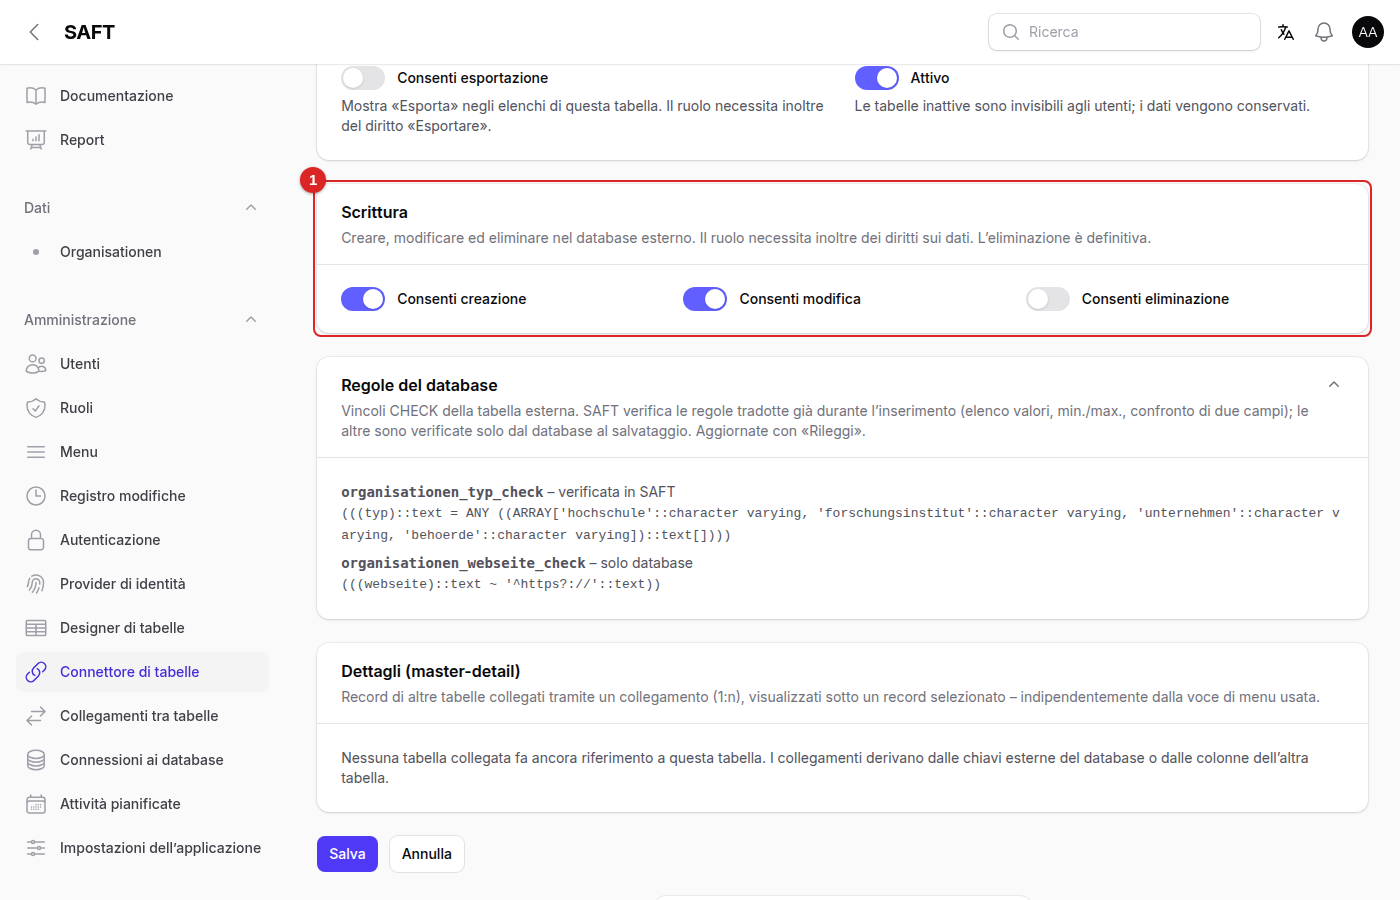 SAFT
Ricerca
AA
Documentazione
Report
Dati
Organisationen
Amministrazione
Utenti
Ruoli
Menu
Registro modifiche
Autenticazione
Provider di identità
Designer di tabelle
Connettore di tabelle
Collegamenti tra tabelle
Connessioni ai database
Attività pianificate
Impostazioni dell’applicazione
Consenti esportazione
Mostra «Esporta» negli elenchi di questa tabella. Il ruolo necessita inoltre
del diritto «Esportare».
Attivo
Le tabelle inattive sono invisibili agli utenti; i dati vengono conservati.
1
Scrittura
Creare, modificare ed eliminare nel database esterno. Il ruolo necessita inoltre dei diritti sui dati. L’eliminazione è definitiva.
Consenti creazione
Consenti modifica
Consenti eliminazione
Regole del database
Vincoli CHECK della tabella esterna. SAFT verifica le regole tradotte già durante l’inserimento (elenco valori, min./max., confronto di due campi); le
altre sono verificate solo dal database al salvataggio. Aggiornate con «Rileggi».
organisationen_typ_check – verificata in SAFT
(((typ)::text = ANY ((ARRAY['hochschule'::character varying, 'forschungsinstitut'::character varying, 'unternehmen'::character v
arying, 'behoerde'::character varying])::text[])))
organisationen_webseite_check – solo database
(((webseite)::text ~ '^https?://'::text))
Dettagli (master-detail)
Record di altre tabelle collegati tramite un collegamento (1:n), visualizzati sotto un record selezionato – indipendentemente dalla voce di menu usata.
Nessuna tabella collegata fa ancora riferimento a questa tabella. I collegamenti derivano dalle chiavi esterne del database o dalle colonne dell’altra
tabella.
Salva
Annulla